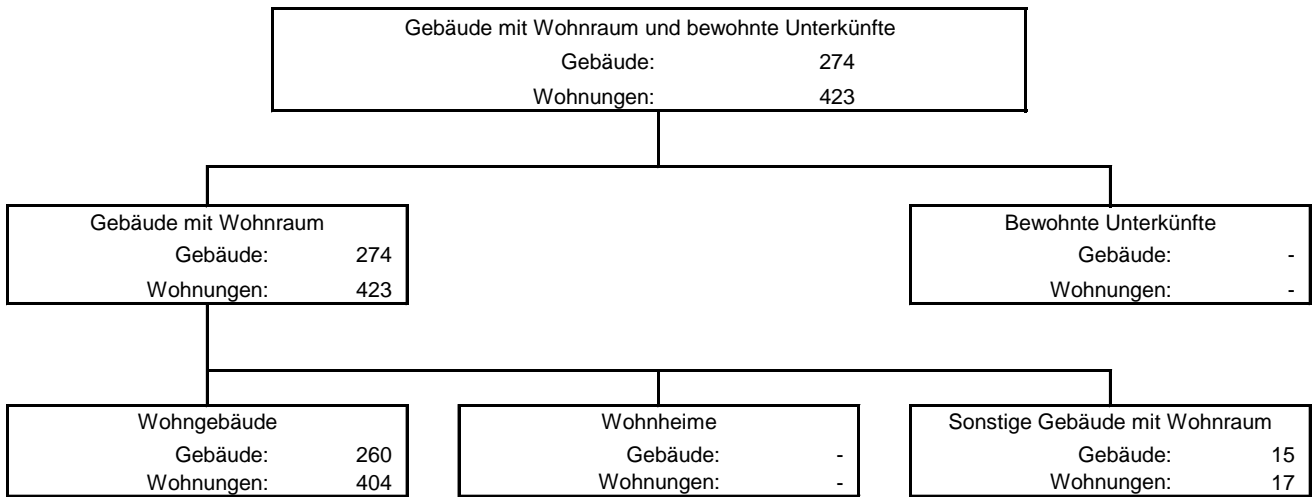 Gebäude mit Wohnraum und bewohnte Unterkünfte
Gebäude: 274
Wohnungen: 423
Gebäude mit Wohnraum
Gebäude: 274
Wohnungen: 423
Bewohnte Unterkünfte
Gebäude: -
Wohnungen: -
Wohngebäude
Gebäude: 260
Wohnungen: 404
Wohnheime
Gebäude: -
Wohnungen: -
Sonstige Gebäude mit Wohnraum
Gebäude: 15
Wohnungen: 17